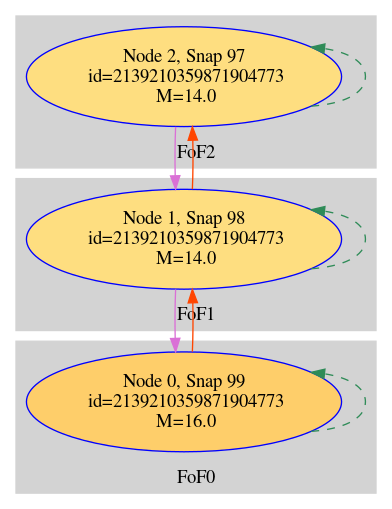 Node 2, Snap 97
id=2139210359871904773
M=14.0
FoF2
Node 1, Snap 98
id=2139210359871904773
M=14.0
FoF1
Node 0, Snap 99
id=2139210359871904773
M=16.0
FoF0